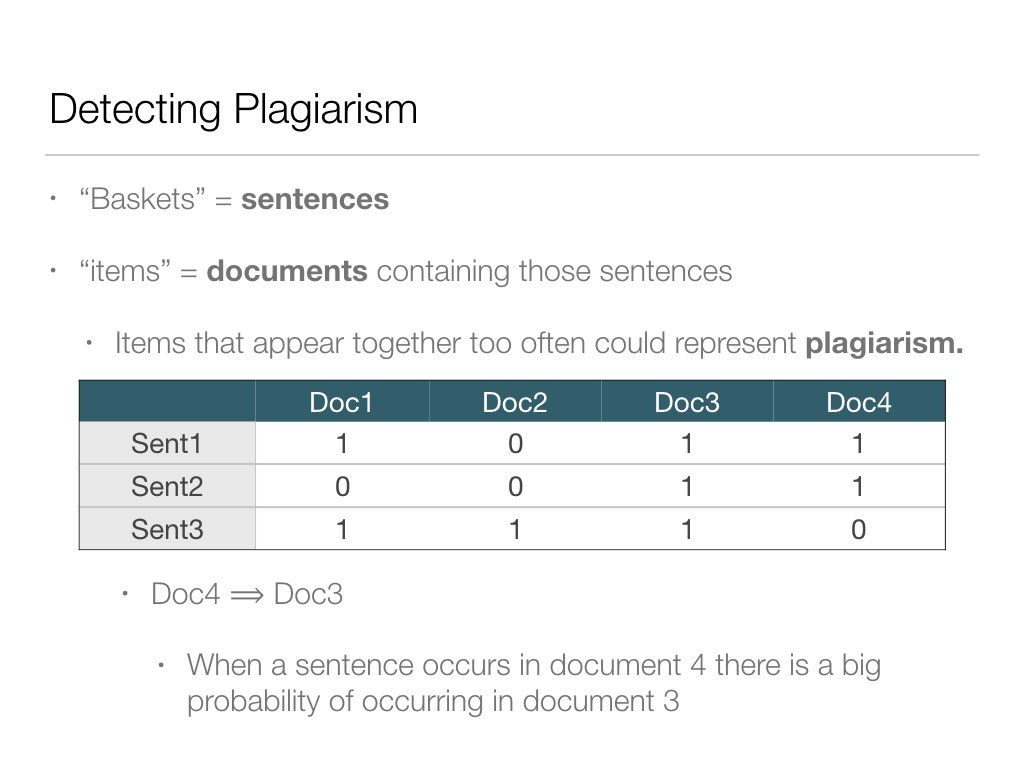 Detecting Plagiarism
• “Baskets” = sentences
• “items” = documents containing those sentences
• Items that appear together too often could represent plagiarism.
Doc1 Doc2 Doc3 Doc4
Sent1 1 0 1 1
Sent2 0 0 1 1
Sent3 1 1 1 0
• Doc4 ⟹ Doc3
• When a sentence occurs in document 4 there is a big
probability of occurring in document 3